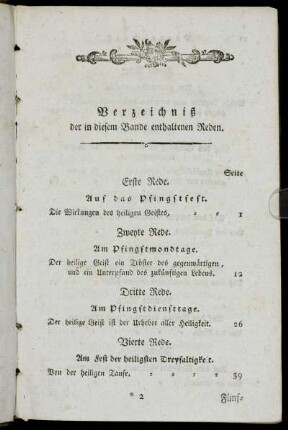 Verzeichniß
der in diesem Bande enthaltenen Reden.
Seite
Erste Rede.
Auf das Pfingstfest.
Die Wirkungen des heiligen Geistes, 1
Zweyte Rede.
Am Pfingstmondtage.
Der heilige Geist ein Tröster des gegenwärtigen,
und ein Unterpfand des zukünftigen Lebens. 12
Dritte Rede.
Am Pfingstdiensttage.
Der heilige Geist ist der Urheber aller Heiligkeit. 26
Vierte Rede.
Am Fest der heiligsten Dreyfaltigkeit.
Von der heiligen Taufe. 39
* 2 Fünf-